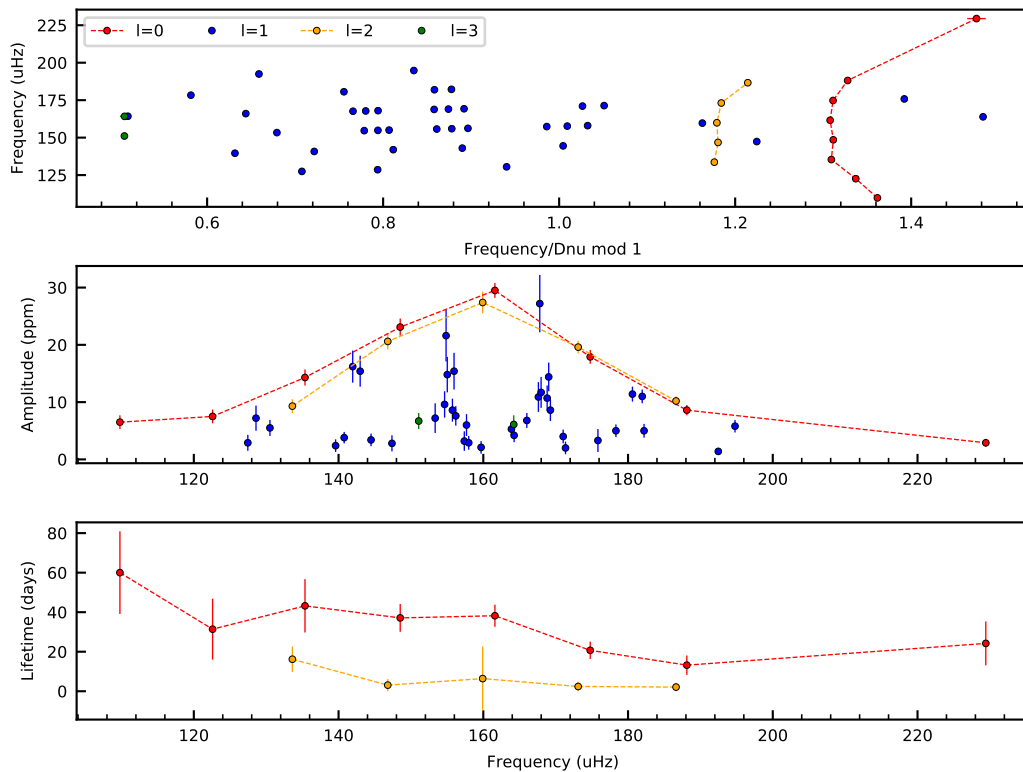 l=0 l=1 l=2 l=3
225
200
175
150
125
Frequency (uHz)
0.6 0.8 1.0 1.2 1.4
Frequency/Dnu mod 1
30
20
10
0
Amplitude (ppm)
120 140 160 180 200 220
80
60
40
20
0
Lifetime (days)
120 140 160 180 200 220
Frequency (uHz)